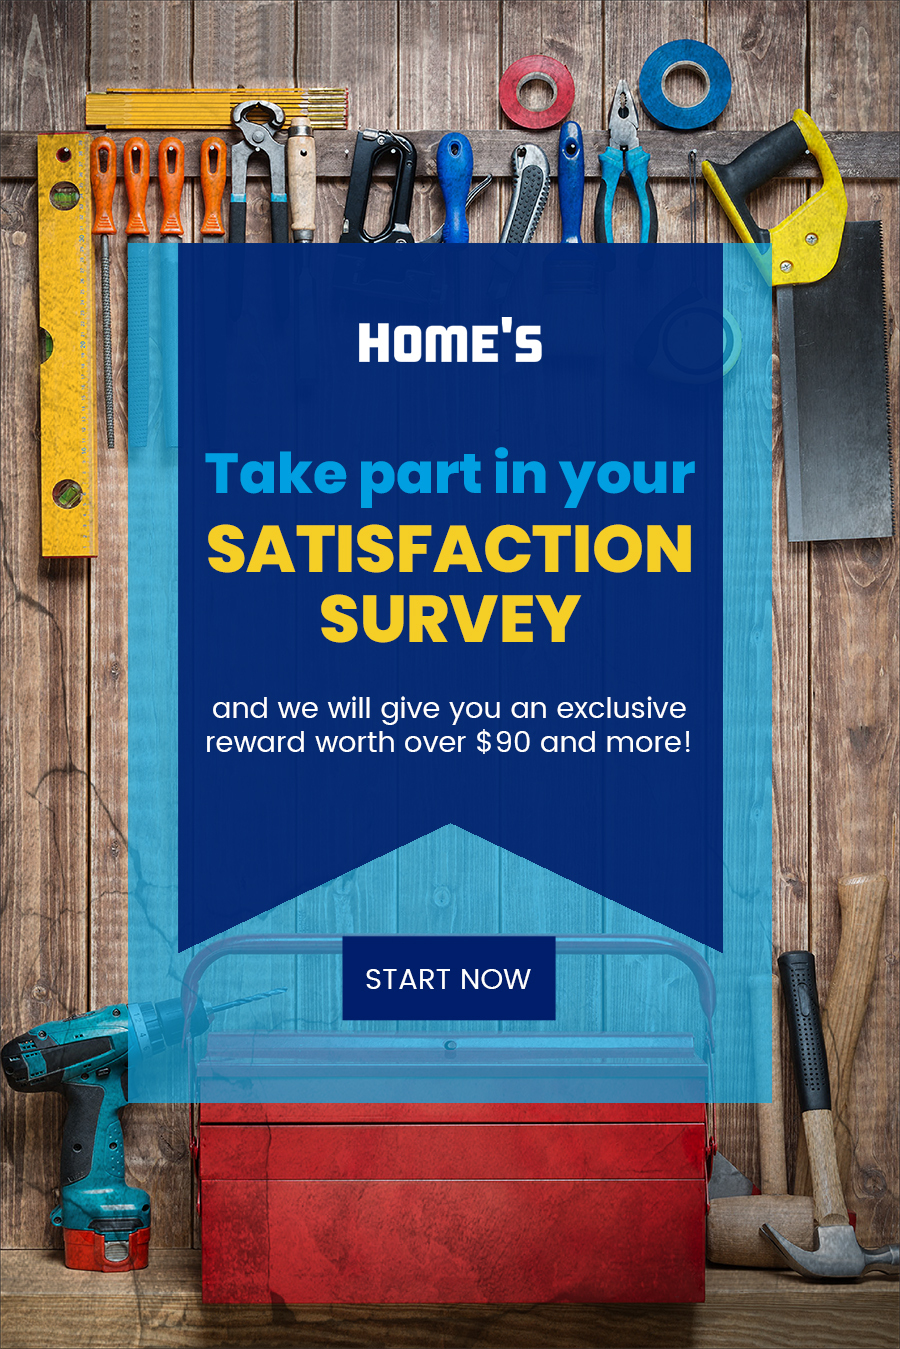 HOME'S
Take part in your
SATISFACTION
SURVEY
and we will give you an exclusive
reward worth over $90 and more!
START NOW